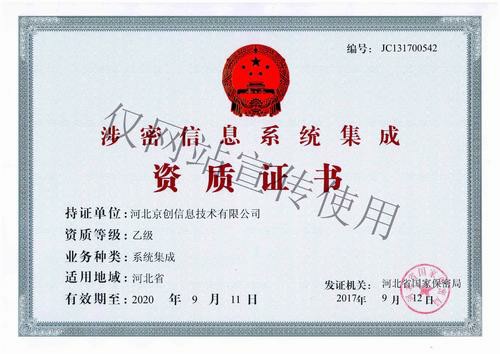 编号: JC131700542
涉密信息系统集成
资质证书
仅网站宣传使用
持证单位:河北京创信息技术有限公司
资质等级:乙级
业务种类:系统集成
适用地域:河北省
有效期至:2020 年 9 月 11 日
发证机关: 河北省国家保密局
2017年 9 月 12日